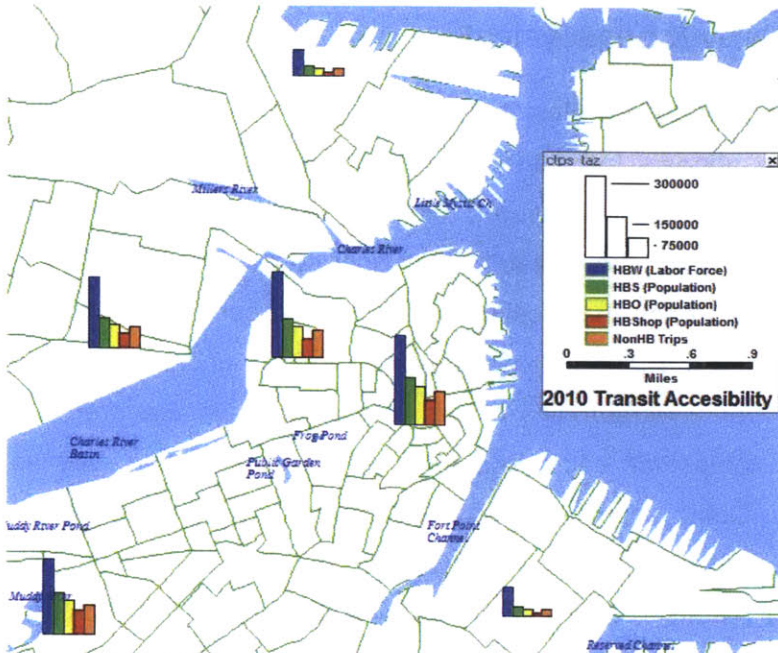 ctps_taz
x
300000
150000
- 75000
HBW (Labor Force)
HBS (Population)
HBO (Population)
HBShop (Population)
NonHB Trips
0 .3 .6 .9
Miles
2010 Transit Accesibility
Millers River
Little Mystic Ch
Charles River
Charles River
Basin
Frog Pond
Public Garden
Pond
uddy River Pond
Fort Point
Channel
Muddy River
Reserved Channel